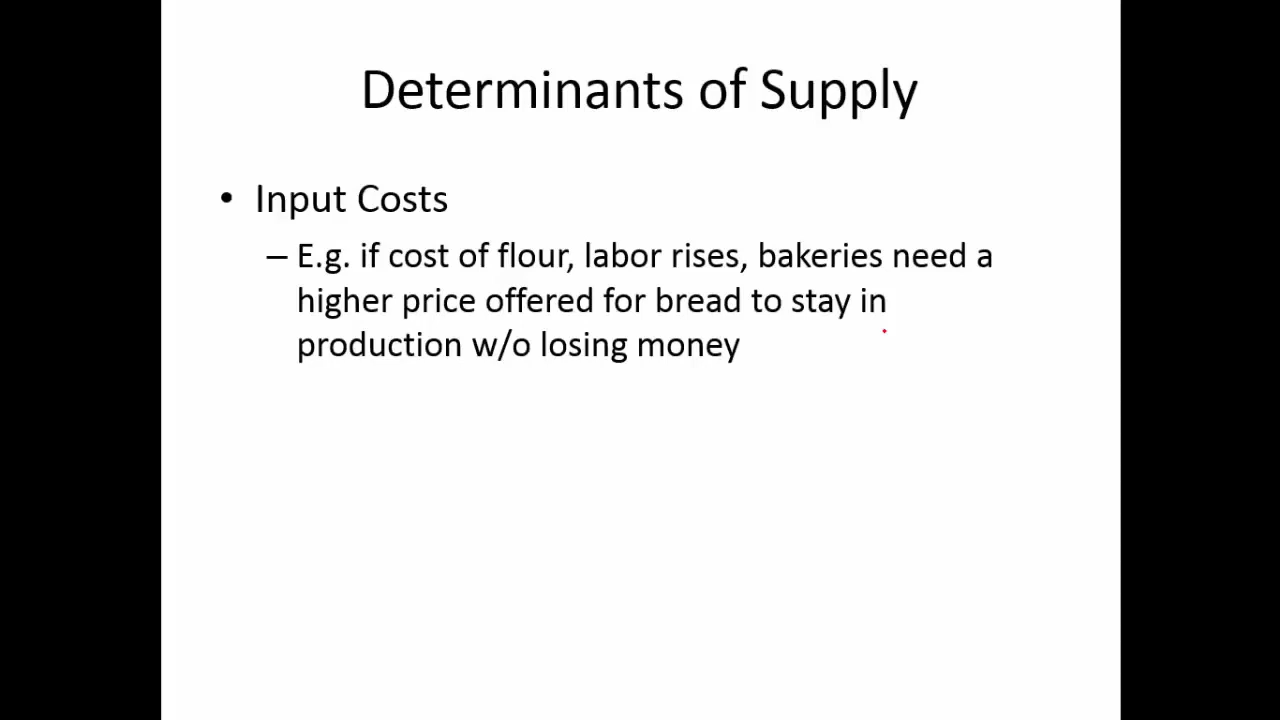 Determinants of Supply
• Input Costs
– E.g. if cost of flour, labor rises, bakeries need a
higher price offered for bread to stay in
production w/o losing money